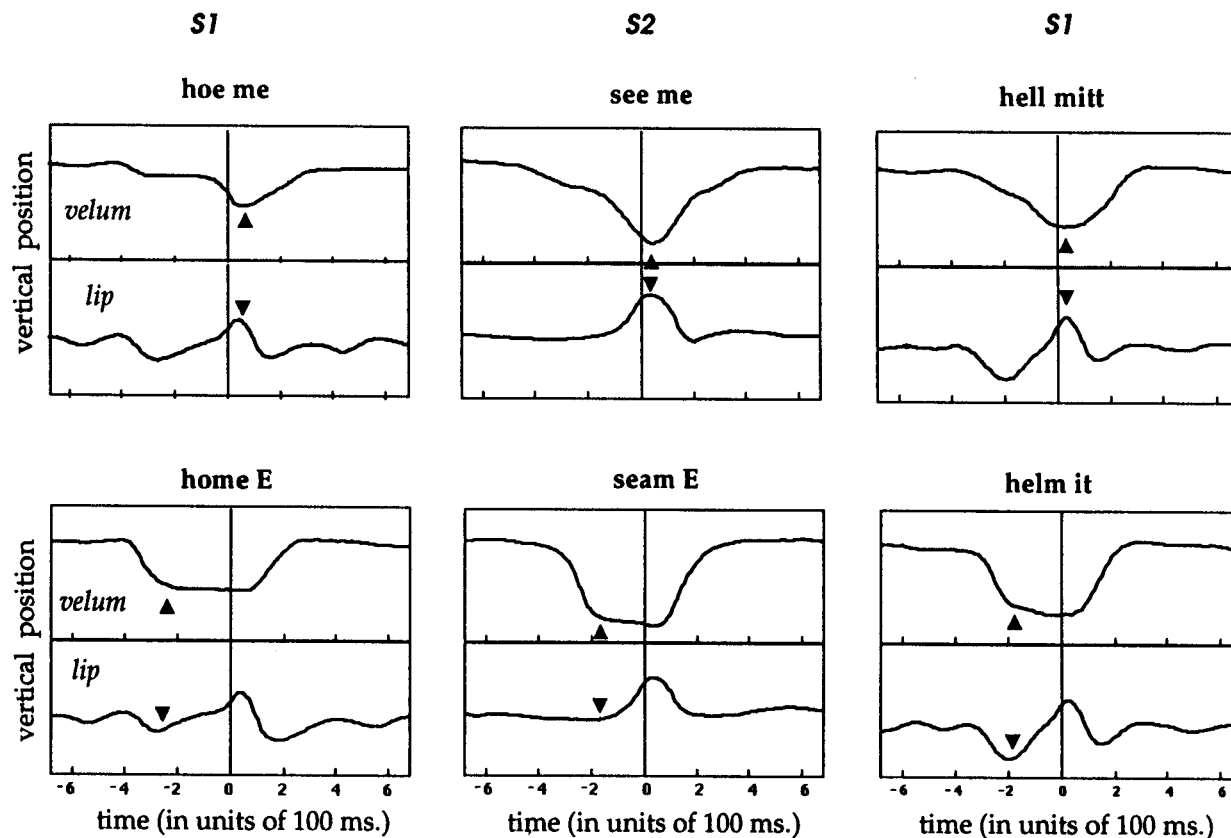 S1 S2 S1
hoe me see me hell mitt
vertical position
velum
lip
home E seam E helm it
vertical position
velum
lip
-6 -4 -2 0 2 4 6 -6 -4 -2 0 2 4 6 -6 -4 -2 0 2 4 6
time (in units of 100 ms.) time (in units of 100 ms.) time (in units of 100 ms.)